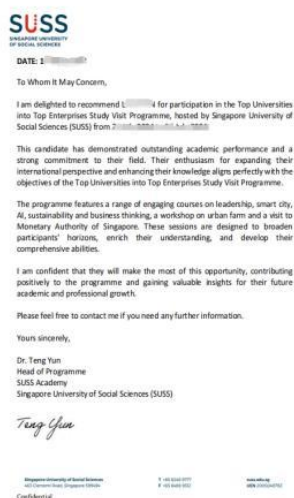 SUSS
SINGAPORE UNIVERSITY
OF SOCIAL SCIENCES
DATE: 1
To Whom It May Concern,
I am delighted to recommend L for participation in the Top Universities
into Top Enterprises Study Visit Programme, hosted by Singapore University of
Social Sciences (SUSS) from
This candidate has demonstrated outstanding academic performance and a
strong commitment to their field. Their enthusiasm for expanding their
international perspective and enhancing their knowledge aligns perfectly with the
objectives of the Top Universities into Top Enterprises Study Visit Programme.
The programme features a range of engaging courses on leadership, smart city,
AI, sustainability and business thinking, a workshop on urban farm and a visit to
Monetary Authority of Singapore. These sessions are designed to broaden
participants' horizons, enrich their understanding, and develop their
comprehensive abilities.
I am confident that they will make the most of this opportunity, contributing
positively to the programme and gaining valuable insights for their future
academic and professional growth.
Please feel free to contact me if you need any further information.
Yours sincerely,
Dr. Teng Yun
Head of Programme
SUSS Academy
Singapore University of Social Sciences (SUSS)
Teng Yun
Singapore University of Social Sciences
Confidential